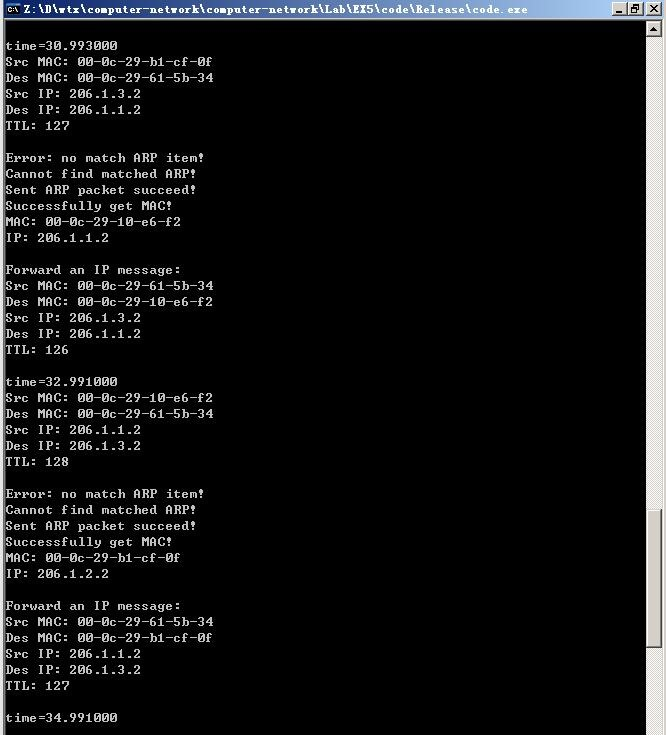 Z:\D\wtx\computer-network\computer-network\Lab\EX5\code\Release\code.exe
time=30.993000
Src MAC: 00-0c-29-b1-cf-0f
Des MAC: 00-0c-29-61-5b-34
Src IP: 206.1.3.2
Des IP: 206.1.1.2
TTL: 127
Error: no match ARP item!
Cannot find matched ARP!
Sent ARP packet succeed!
Successfully get MAC!
MAC: 00-0c-29-10-e6-f2
IP: 206.1.1.2
Forward an IP message:
Src MAC: 00-0c-29-61-5b-34
Des MAC: 00-0c-29-10-e6-f2
Src IP: 206.1.3.2
Des IP: 206.1.1.2
TTL: 126
time=32.991000
Src MAC: 00-0c-29-10-e6-f2
Des MAC: 00-0c-29-61-5b-34
Src IP: 206.1.1.2
Des IP: 206.1.3.2
TTL: 128
Error: no match ARP item!
Cannot find matched ARP!
Sent ARP packet succeed!
Successfully get MAC!
MAC: 00-0c-29-b1-cf-0f
IP: 206.1.2.2
Forward an IP message:
Src MAC: 00-0c-29-61-5b-34
Des MAC: 00-0c-29-b1-cf-0f
Src IP: 206.1.1.2
Des IP: 206.1.3.2
TTL: 127
time=34.991000